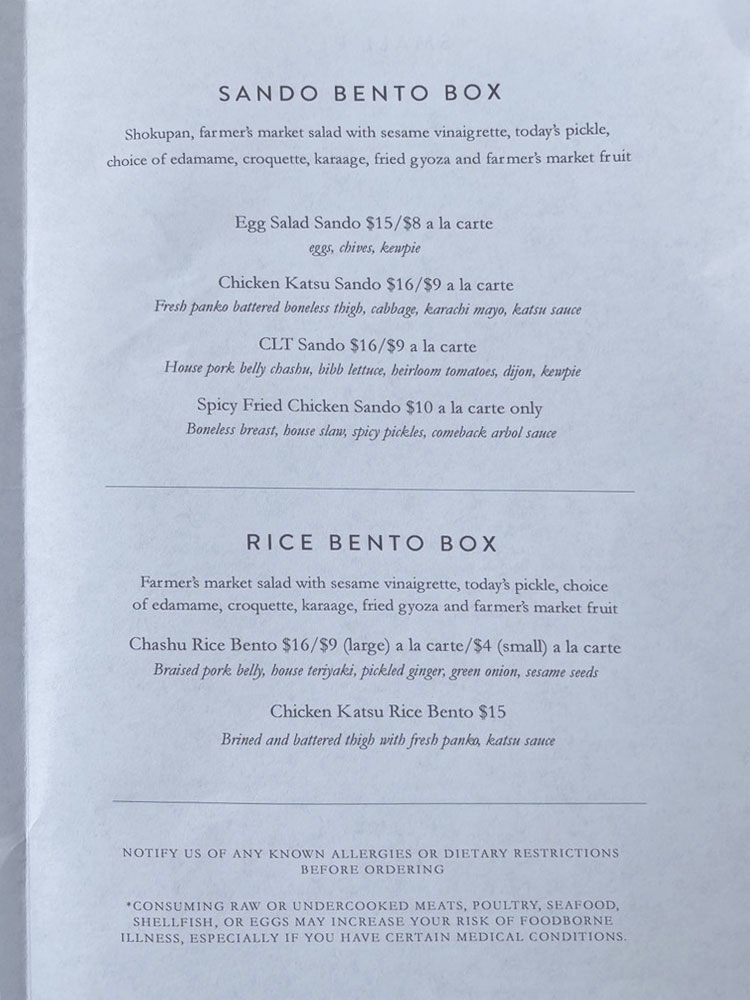 SANDO BENTO BOX
Shokupan, farmer's market salad with sesame vinaigrette, today's pickle,
choice of edamame, croquette, karaage, fried gyoza and farmer's market fruit
Egg Salad Sando $15/$8 a la carte
eggs, chives, kewpie
Chicken Katsu Sando $16/$9 a la carte
Fresh panko battered boneless thigh, cabbage, karachi mayo, katsu sauce
CLT Sando $16/$9 a la carte
House pork belly chashu, bibb lettuce, heirloom tomatoes, dijon, kewpie
Spicy Fried Chicken Sando $10 a la carte only
Boneless breast, house slaw, spicy pickles, comeback arbol sauce
RICE BENTO BOX
Farmer's market salad with sesame vinaigrette, today's pickle, choice
of edamame, croquette, karaage, fried gyoza and farmer's market fruit
Chashu Rice Bento $16/$9 (large) a la carte/$4 (small) a la carte
Braised pork belly, house teriyaki, pickled ginger, green onion, sesame seeds
Chicken Katsu Rice Bento $15
Brined and battered thigh with fresh panko, katsu sauce
NOTIFY US OF ANY KNOWN ALLERGIES OR DIETARY RESTRICTIONS
BEFORE ORDERING
*CONSUMING RAW OR UNDERCOOKED MEATS, POULTRY, SEAFOOD,
SHELLFISH, OR EGGS MAY INCREASE YOUR RISK OF FOODBORNE
ILLNESS, ESPECIALLY IF YOU HAVE CERTAIN MEDICAL CONDITIONS.